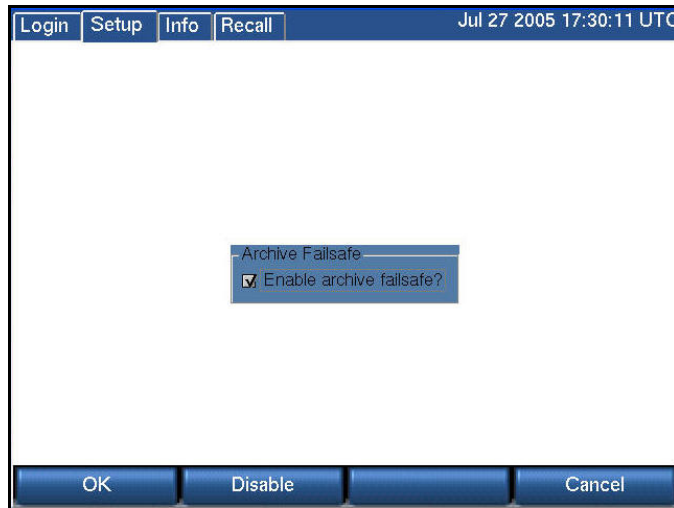 Login Setup Info Recall Jul 27 2005 17:30:11 UTC
Archive Failsafe
Enable archive failsafe?
OK Disable Cancel